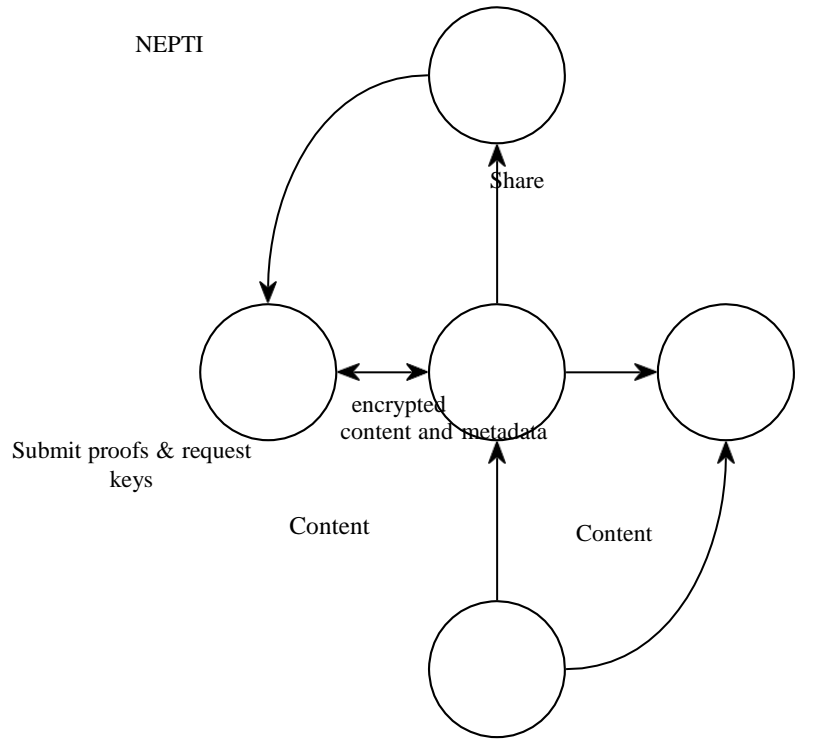 NEPTI
Share
encrypted
content and metadata
Submit proofs & request
keys
Content
Content